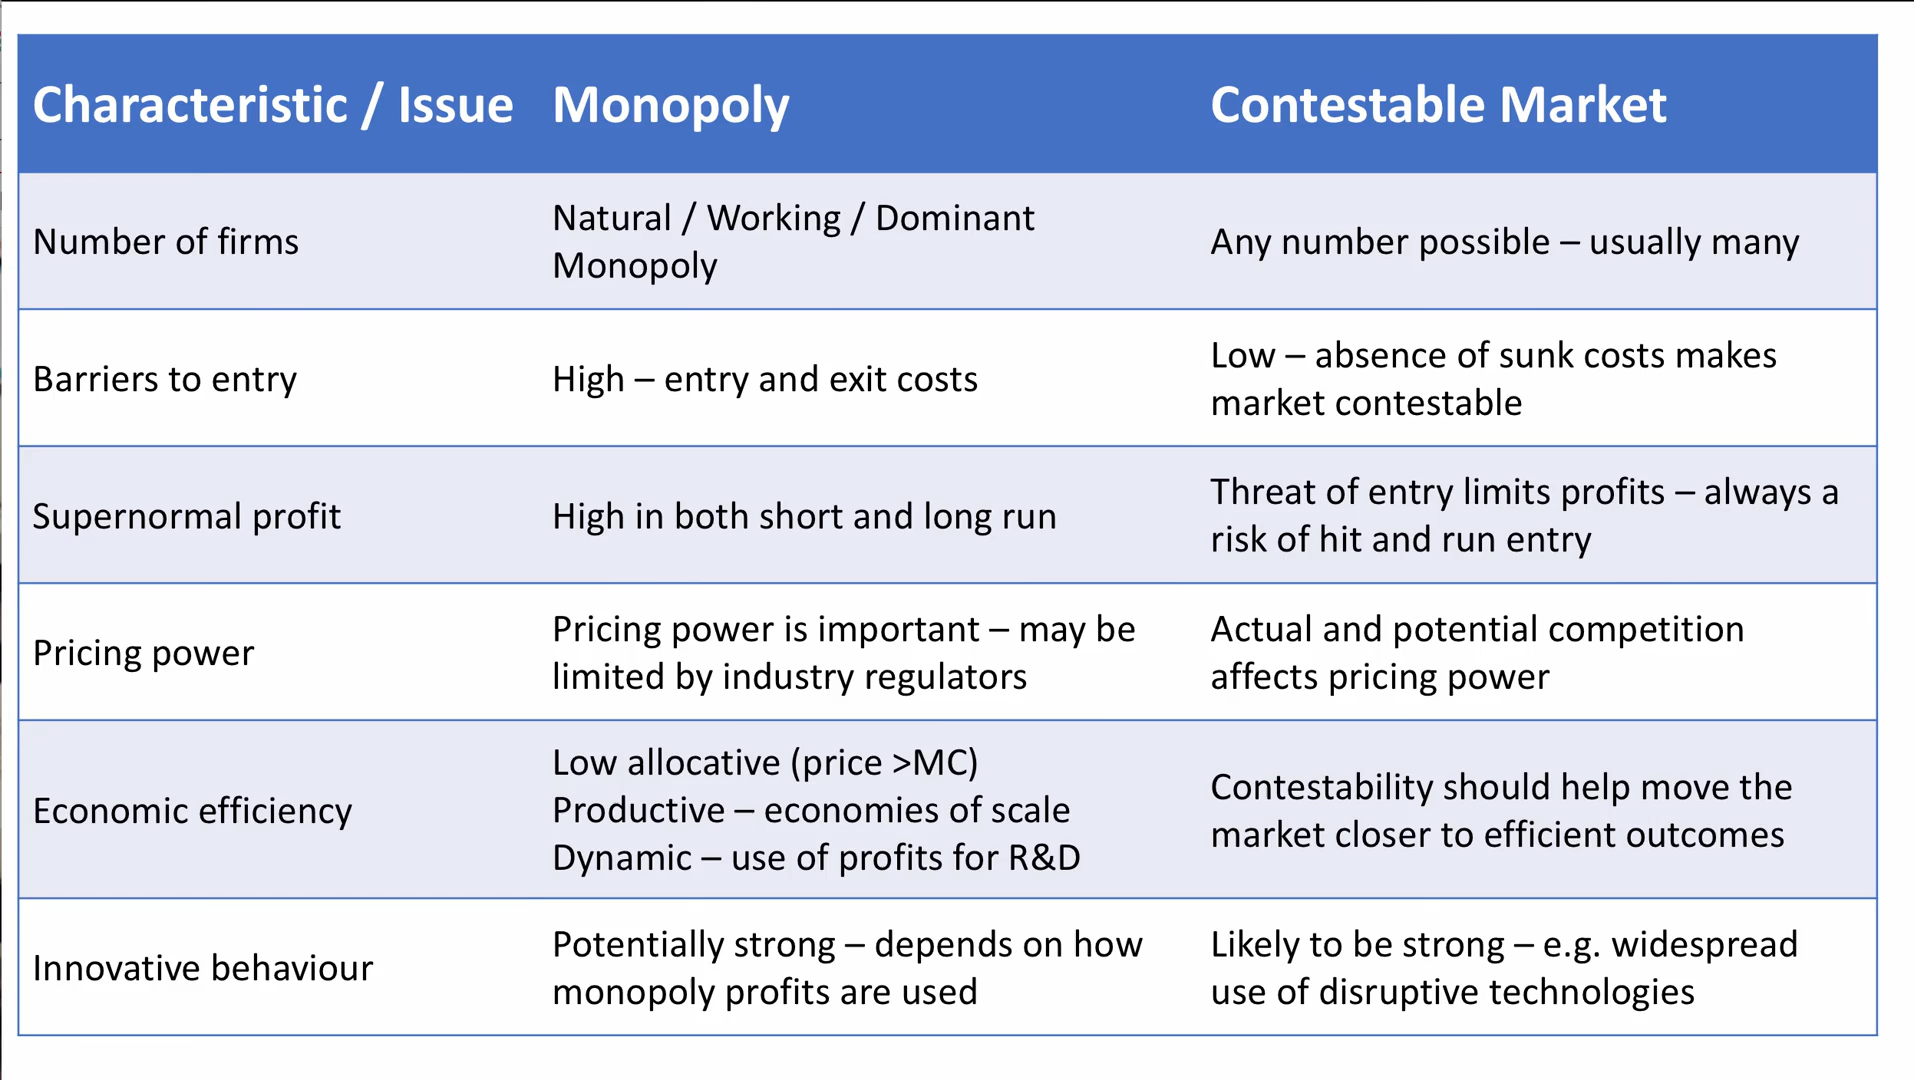 Characteristic / Issue
Monopoly
Contestable Market
Number of firms
Natural / Working / Dominant
Monopoly
Any number possible – usually many
Barriers to entry
High – entry and exit costs
Low – absence of sunk costs makes
market contestable
Supernormal profit
High in both short and long run
Threat of entry limits profits – always a
risk of hit and run entry
Pricing power
Pricing power is important – may be
limited by industry regulators
Actual and potential competition
affects pricing power
Economic efficiency
Low allocative (price >MC)
Productive – economies of scale
Dynamic – use of profits for R&D
Contestability should help move the
market closer to efficient outcomes
Innovative behaviour
Potentially strong – depends on how
monopoly profits are used
Likely to be strong – e.g. widespread
use of disruptive technologies